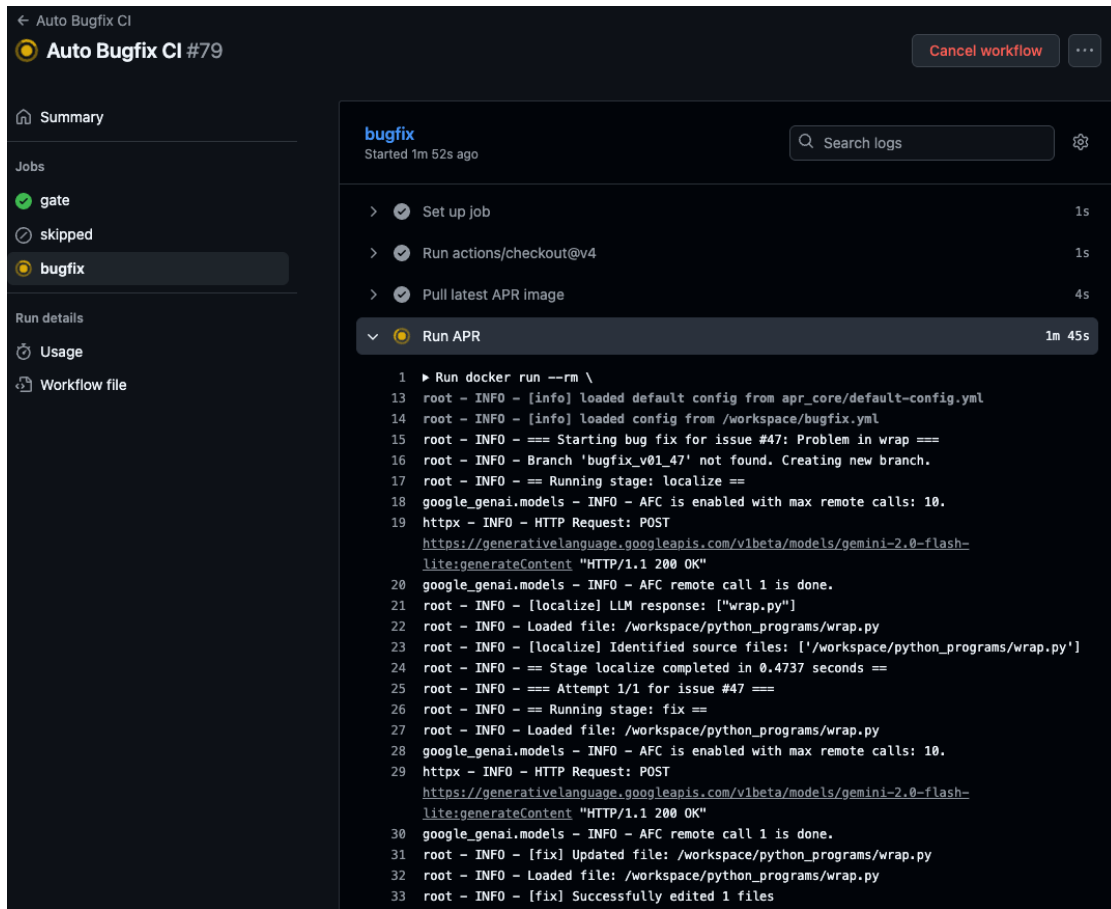 ← Auto Bugfix CI
Auto Bugfix CI #79
Cancel workflow
...
Summary
Jobs
gate
skipped
bugfix
Run details
Usage
Workflow file
bugfix
Started 1m 52s ago
Search logs
Set up job 1s
Run actions/checkout@v4 1s
Pull latest APR image 4s
Run APR 1m 45s
1 ▶ Run docker run --rm \
13 root - INFO - [info] loaded default config from apr_core/default-config.yml
14 root - INFO - [info] loaded config from /workspace/bugfix.yml
15 root - INFO - === Starting bug fix for issue #47: Problem in wrap ===
16 root - INFO - Branch 'bugfix_v01_47' not found. Creating new branch.
17 root - INFO - == Running stage: localize ==
18 google_genai.models - INFO - AFC is enabled with max remote calls: 10.
19 httpx - INFO - HTTP Request: POST
https://generativelanguage.googleapis.com/v1beta/models/gemini-2.0-flash-
lite:generateContent "HTTP/1.1 200 OK"
20 google_genai.models - INFO - AFC remote call 1 is done.
21 root - INFO - [localize] LLM response: ["wrap.py"]
22 root - INFO - Loaded file: /workspace/python_programs/wrap.py
23 root - INFO - [localize] Identified source files: ['/workspace/python_programs/wrap.py']
24 root - INFO - == Stage localize completed in 0.4737 seconds ==
25 root - INFO - === Attempt 1/1 for issue #47 ===
26 root - INFO - == Running stage: fix ==
27 root - INFO - Loaded file: /workspace/python_programs/wrap.py
28 google_genai.models - INFO - AFC is enabled with max remote calls: 10.
29 httpx - INFO - HTTP Request: POST
https://generativelanguage.googleapis.com/v1beta/models/gemini-2.0-flash-
lite:generateContent "HTTP/1.1 200 OK"
30 google_genai.models - INFO - AFC remote call 1 is done.
31 root - INFO - [fix] Updated file: /workspace/python_programs/wrap.py
32 root - INFO - Loaded file: /workspace/python_programs/wrap.py
33 root - INFO - [fix] Successfully edited 1 files